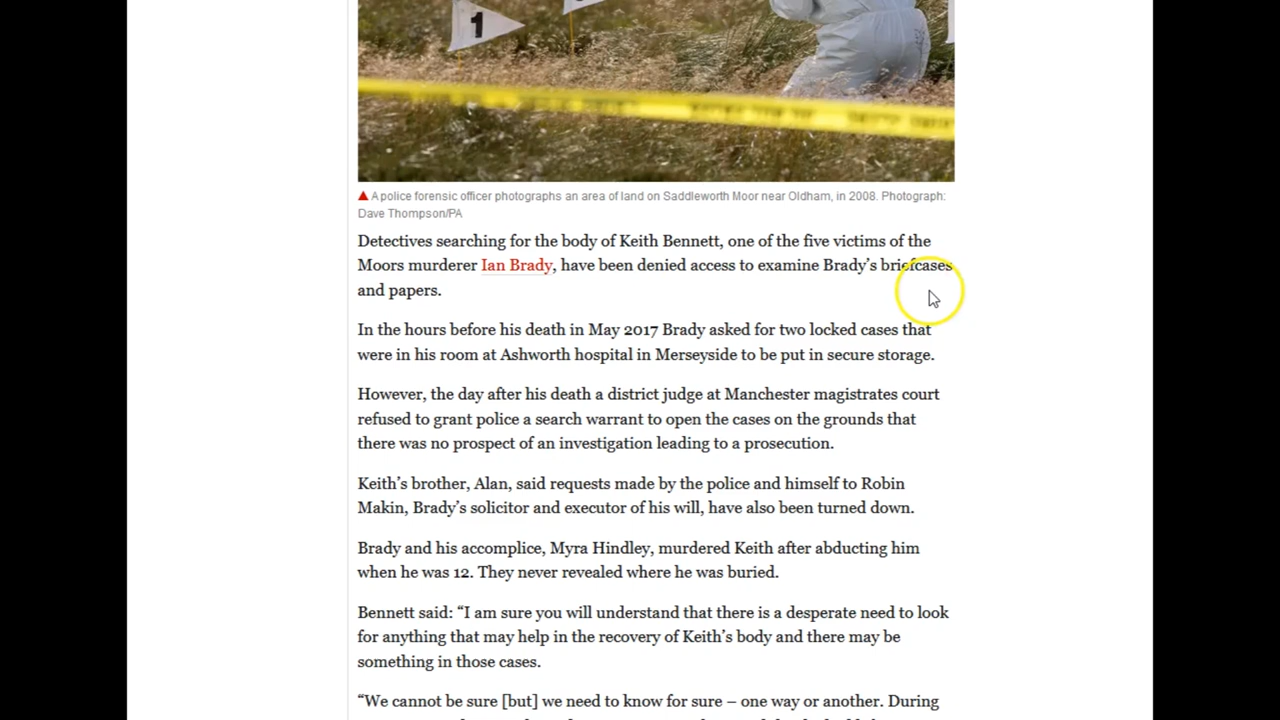 1
A police forensic officer photographs an area of land on Saddleworth Moor near Oldham, in 2008. Photograph:
Dave Thompson/PA
Detectives searching for the body of Keith Bennett, one of the five victims of the
Moors murderer Ian Brady, have been denied access to examine Brady’s briefcases
and papers.
In the hours before his death in May 2017 Brady asked for two locked cases that
were in his room at Ashworth hospital in Merseyside to be put in secure storage.
However, the day after his death a district judge at Manchester magistrates court
refused to grant police a search warrant to open the cases on the grounds that
there was no prospect of an investigation leading to a prosecution.
Keith’s brother, Alan, said requests made by the police and himself to Robin
Makin, Brady’s solicitor and executor of his will, have also been turned down.
Brady and his accomplice, Myra Hindley, murdered Keith after abducting him
when he was 12. They never revealed where he was buried.
Bennett said: “I am sure you will understand that there is a desperate need to look
for anything that may help in the recovery of Keith’s body and there may be
something in those cases.
“We cannot be sure [but] we need to know for sure – one way or another. During